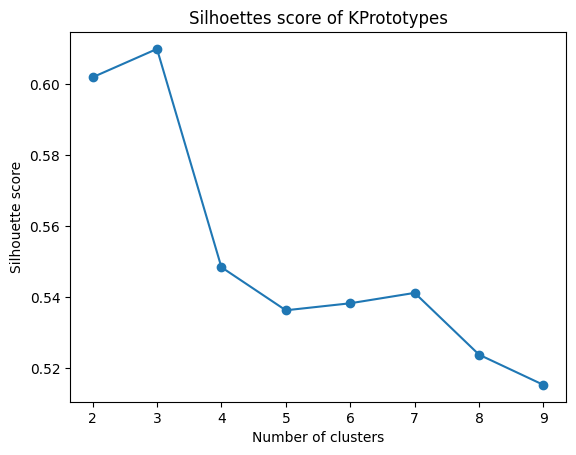 Silhoettes score of KPrototypes
Silhouette score
0.60
0.58
0.56
0.54
0.52
2 3 4 5 6 7 8 9
Number of clusters